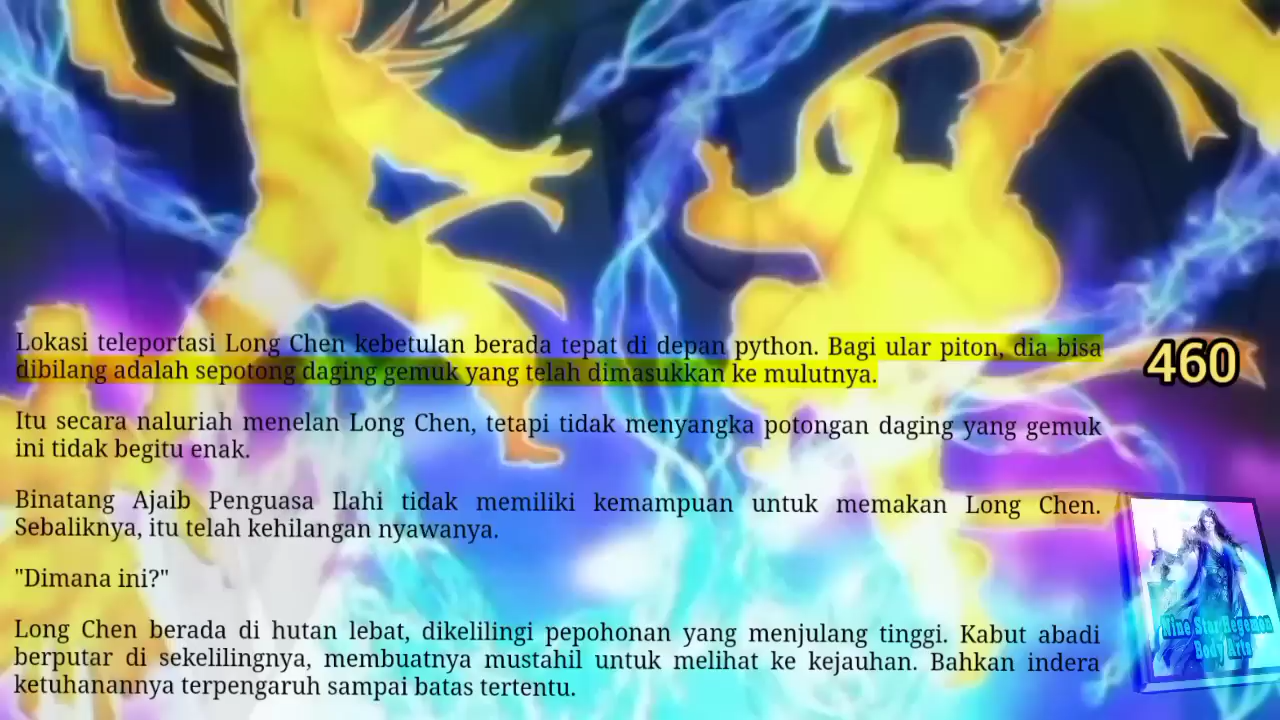 Lokasi teleportasi Long Chen kebetulan berada tepat di depan python. Bagi ular piton, dia bisa
dibilang adalah sepotong daging gemuk yang telah dimasukkan ke mulutnya.
460
Itu secara naluriah menelan Long Chen, tetapi tidak menyangka potongan daging yang gemuk
ini tidak begitu enak.
Binatang Ajaib Penguasa Ilahi tidak memiliki kemampuan untuk memakan Long Chen.
Sebaliknya, itu telah kehilangan nyawanya.
"Dimana ini?"
Long Chen berada di hutan lebat, dikelilingi pepohonan yang menjulang tinggi. Kabut abadi
berputar di sekelilingnya, membuatnya mustahil untuk melihat ke kejauhan. Bahkan indera
ketuhanannya terpengaruh sampai batas tertentu.
Nine Star Hegemon
Body Arts